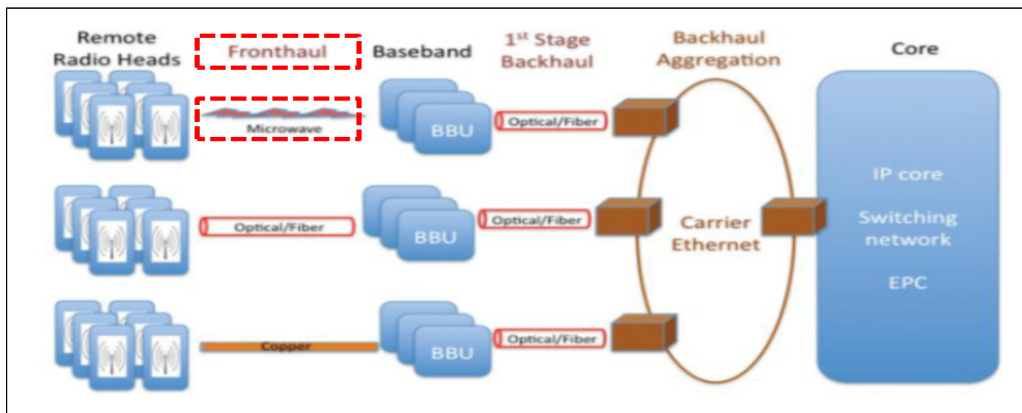 Remote
Radio Heads
Fronthaul
Baseband
1st Stage
Backhaul
Backhaul
Aggregation
Core
Microwave
BBU
Optical/Fiber
Optical/Fiber
BBU
Optical/Fiber
Carrier
Ethernet
IP core
Switching
network
EPC
Copper
BBU
Optical/Fiber